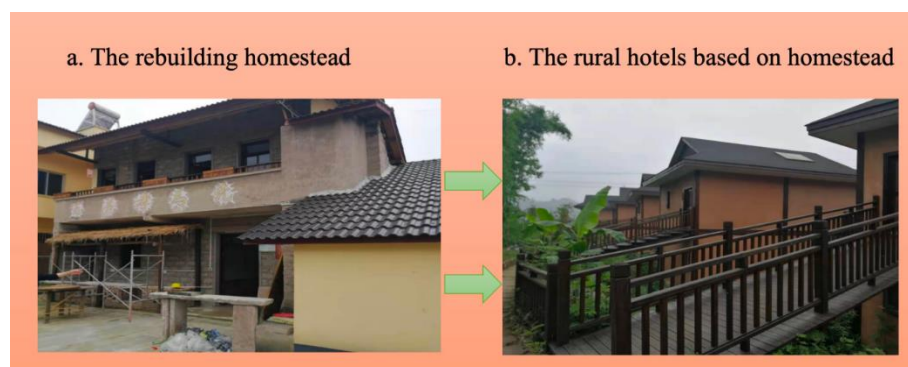 a. The rebuilding homestead
b. The rural hotels based on homestead